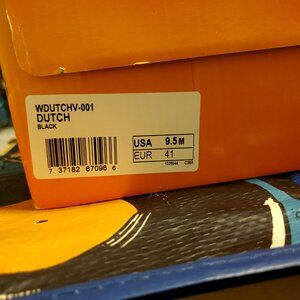 WDUTCHV-001
DUTCH
BLACK
USA 9.5 M
EUR 41
7 37182 67096 6